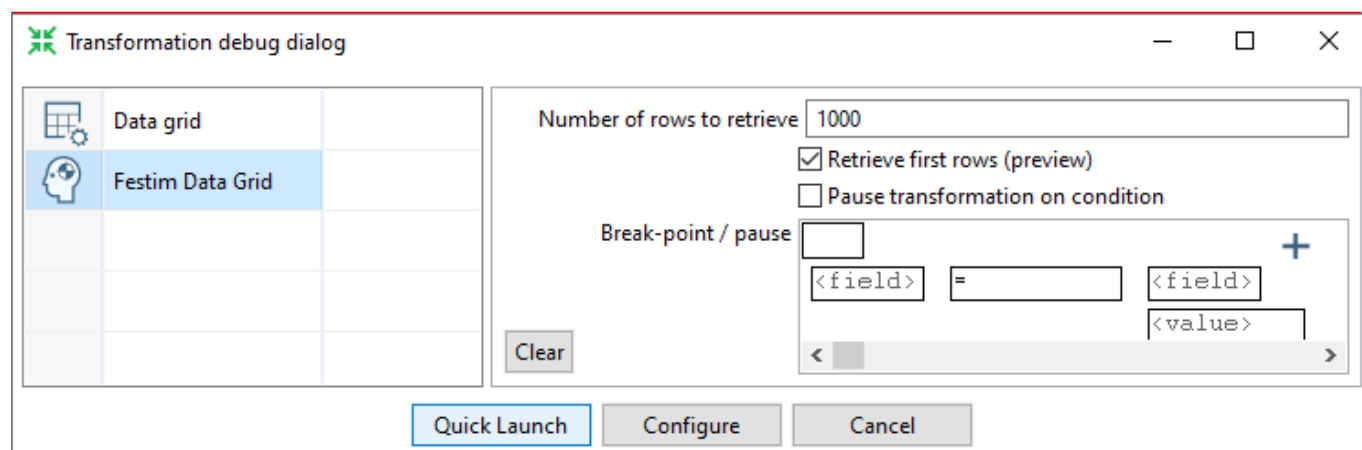 Transformation debug dialog
Data grid
Festim Data Grid
Number of rows to retrieve 1000
Retrieve first rows (preview)
Pause transformation on condition
Break-point / pause
<field> = <field>
<value>
Clear
Quick Launch Configure Cancel